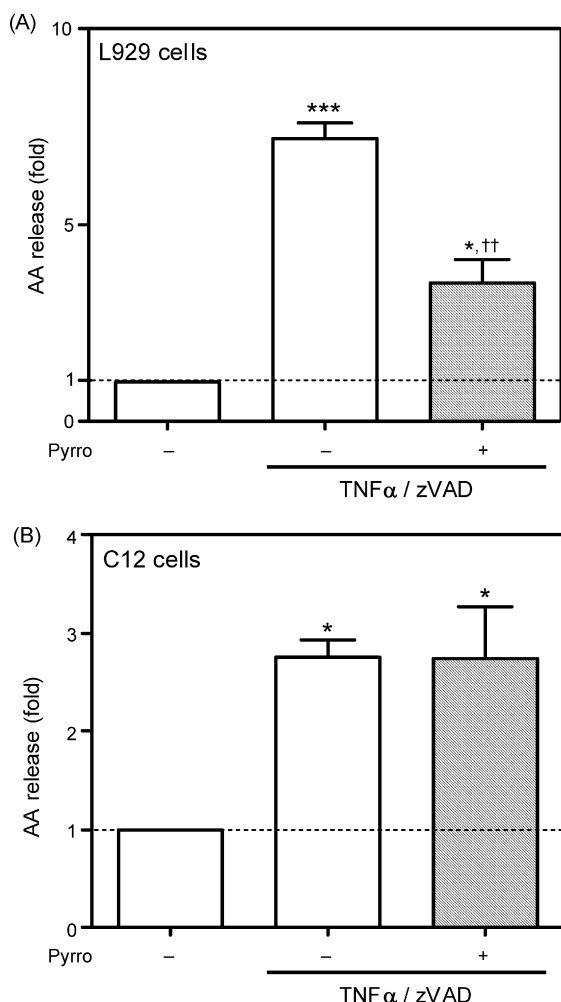 (A)
10
L929 cells
***
AA release (fold)
5
*,††
1
0
Pyrro – – +
TNFα / zVAD
(B)
4
C12 cells
3
* *
AA release (fold)
2
1
0
Pyrro – – +
TNFα / zVAD